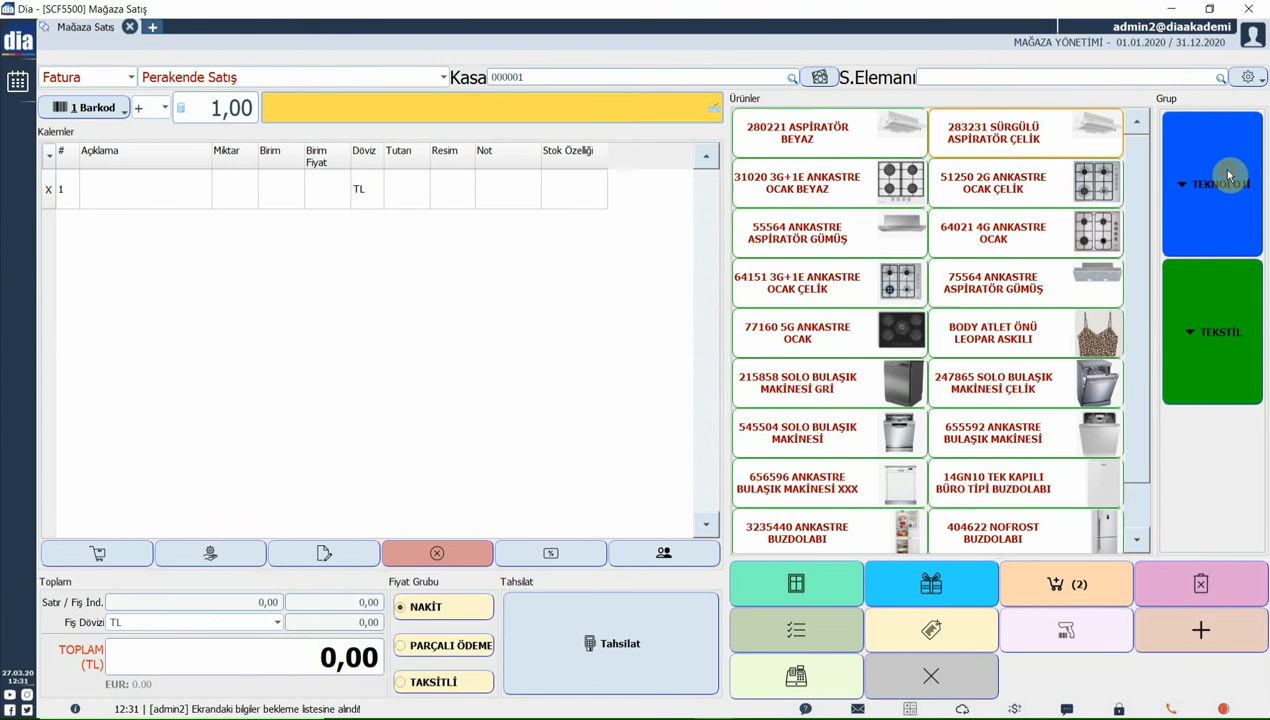 Dia - [SCF5500] Mağaza Satış
dia
Mağaza Satış
admin2@diaakademi
MAĞAZA YÖNETİMİ - 01.01.2020 / 31.12.2020
Fatura
Perakende Satış
Kasa
000001
S.Elemanı
1 Barkod
+
1,00
Ürünler
Grup
Kalemler
# Açıklama Miktar Birim Birim Fiyat Döviz Tutarı Resim Not Stok Özelliği
X 1 TL
280221 ASPİRATÖR
BEYAZ
283231 SÜRGÜLÜ
ASPİRATÖR ÇELİK
31020 3G+1E ANKASTRE
OCAK BEYAZ
51250 2G ANKASTRE
OCAK ÇELİK
55564 ANKASTRE
ASPİRATÖR GÜMÜŞ
64021 4G ANKASTRE
OCAK
64151 3G+1E ANKASTRE
OCAK ÇELİK
75564 ANKASTRE
ASPİRATÖR GÜMÜŞ
77160 5G ANKASTRE
OCAK
BODY ATLET ÖNÜ
LEOPAR ASKILI
215858 SOLO BULAŞIK
MAKİNESİ GRİ
247865 SOLO BULAŞIK
MAKİNESİ ÇELİK
545504 SOLO BULAŞIK
MAKİNESİ
655592 ANKASTRE
BULAŞIK MAKİNESİ
656596 ANKASTRE
BULAŞIK MAKİNESİ XXX
14GN10 TEK KAPILI
BÜRO TİPİ BUZDOLABI
3235440 ANKASTRE
BUZDOLABI
404622 NOFROST
BUZDOLABI
TEKNOLOJİ
TEKSTİL
Toplam
Satır / Fiş İnd.
0,00
0,00
Fiş Dövizi
TL
0,00
TOPLAM
(TL)
0,00
EUR: 0.00
Fiyat Grubu
NAKİT
PARÇALI ÖDEME
TAKSİTLİ
Tahsilat
Tahsilat
(2)
27.03.20
12:31
12:31 | [admin2] Ekrandaki bilgiler bekleme listesine alındı!